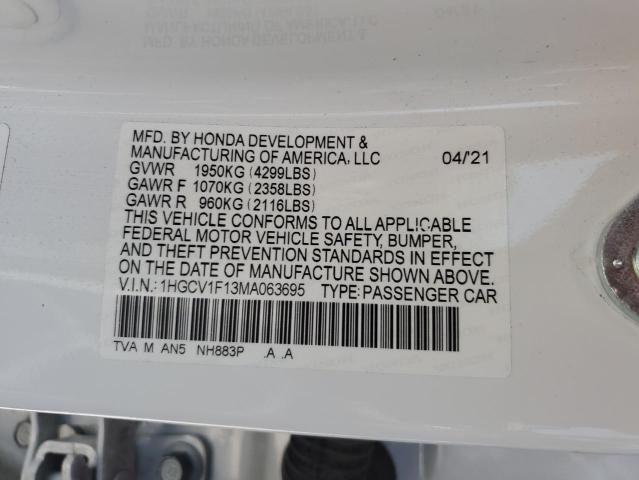 MFD. BY HONDA DEVELOPMENT &
MANUFACTURING OF AMERICA, LLC 04/'21
GVWR 1950KG (4299LBS)
GAWR F 1070KG (2358LBS)
GAWR R 960KG (2116LBS)
THIS VEHICLE CONFORMS TO ALL APPLICABLE
FEDERAL MOTOR VEHICLE SAFETY, BUMPER,
AND THEFT PREVENTION STANDARDS IN EFFECT
ON THE DATE OF MANUFACTURE SHOWN ABOVE.
V.I.N.: 1HGCV1F13MA063695 TYPE: PASSENGER CAR
TVA M AN5 NH883P .A .A